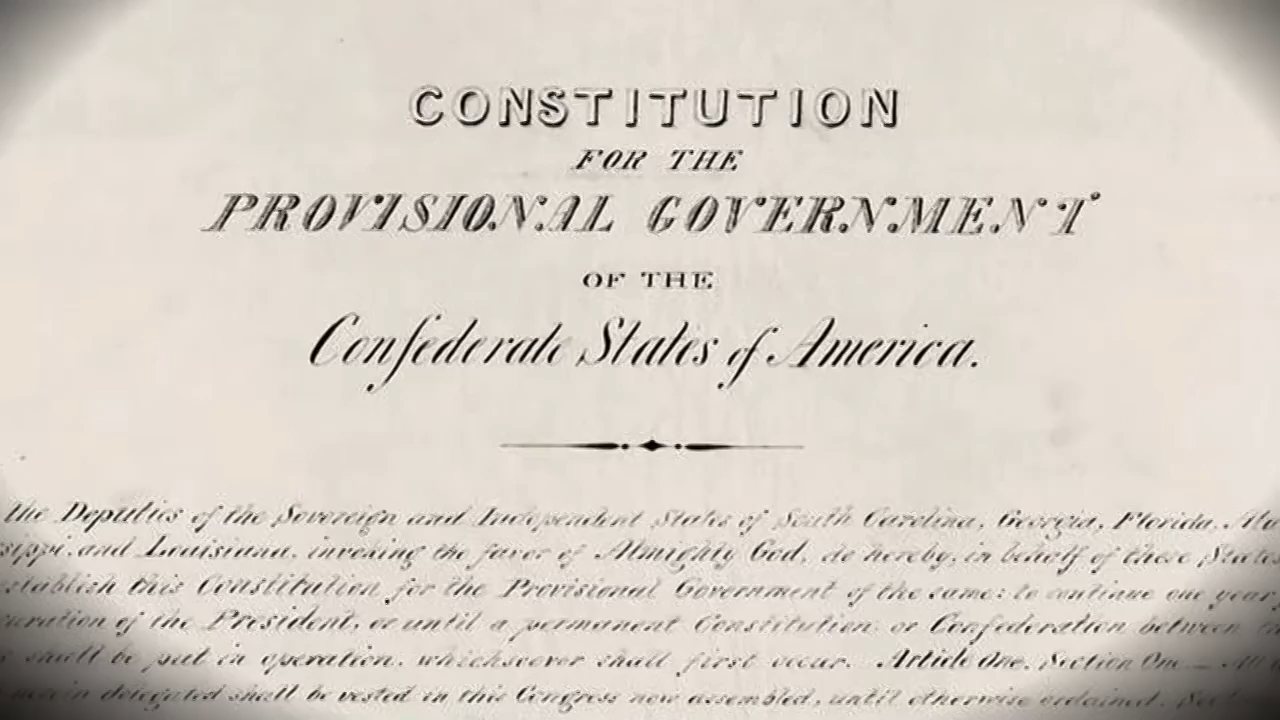 CONSTITUTION
FOR THE
PROVISIONAL GOVERNMENT
OF THE
Confederate States of America.
the Deputies of the Sovereign and Independent States of South Carolina, Georgia, Florida,
sippi, and Louisiana, invoking the favor of Almighty God, do hereby, in behalf of these States
establish this Constitution for the Provisional Government of the same: to continue one year,
uration of the President, or until a permanent Constitution, or Confederation between
shall be put in operation, whichsoever shall first occur. Article One, Section One. — All
herein delegated shall be vested in this Congress now assembled, until otherwise ordained.